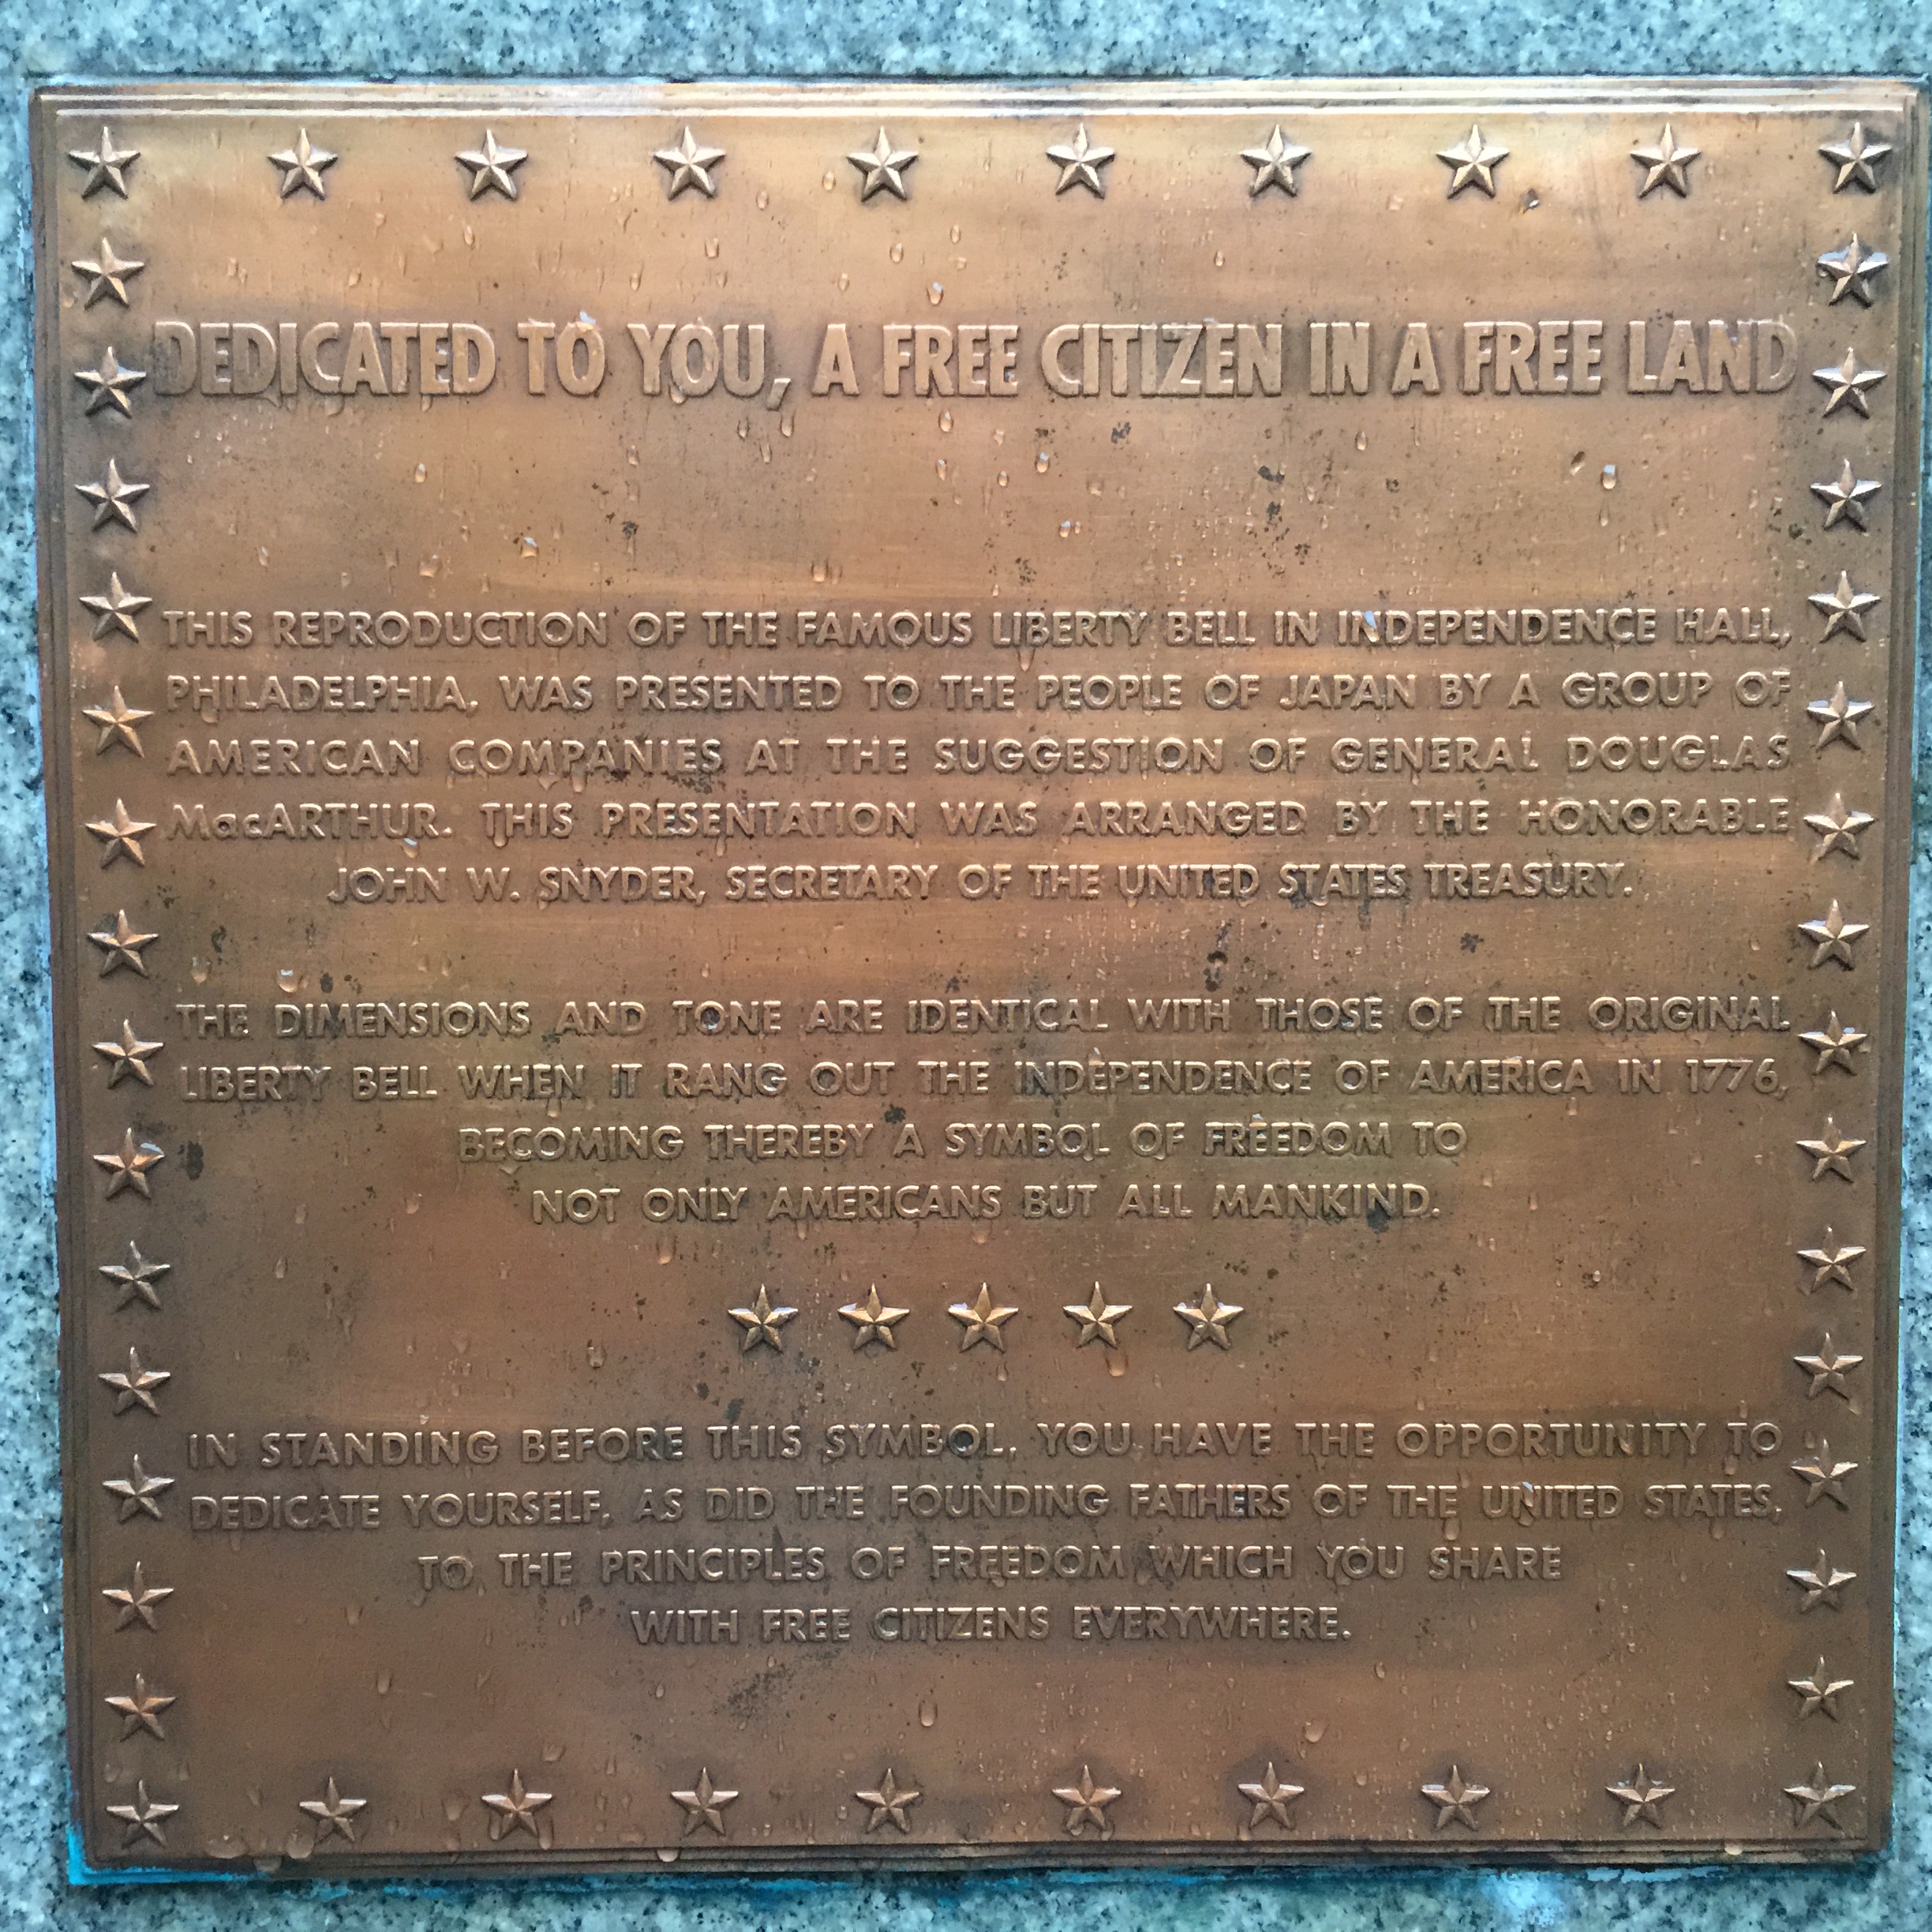 DEDICATED TO YOU, A FREE CITIZEN IN A FREE LAND
THIS REPRODUCTION OF THE FAMOUS LIBERTY BELL IN INDEPENDENCE HALL,
PHILADELPHIA, WAS PRESENTED TO THE PEOPLE OF JAPAN BY A GROUP OF
AMERICAN COMPANIES AT THE SUGGESTION OF GENERAL DOUGLAS
MacARTHUR. THIS PRESENTATION WAS ARRANGED BY THE HONORABLE
JOHN W. SNYDER, SECRETARY OF THE UNITED STATES TREASURY.
THE DIMENSIONS AND TONE ARE IDENTICAL WITH THOSE OF THE ORIGINAL
LIBERTY BELL WHEN IT RANG OUT THE INDEPENDENCE OF AMERICA IN 1776,
BECOMING THEREBY A SYMBOL OF FREEDOM TO
NOT ONLY AMERICANS BUT ALL MANKIND.
IN STANDING BEFORE THIS SYMBOL, YOU HAVE THE OPPORTUNITY TO
DEDICATE YOURSELF, AS DID THE FOUNDING FATHERS OF THE UNITED STATES,
TO THE PRINCIPLES OF FREEDOM WHICH YOU SHARE
WITH FREE CITIZENS EVERYWHERE.